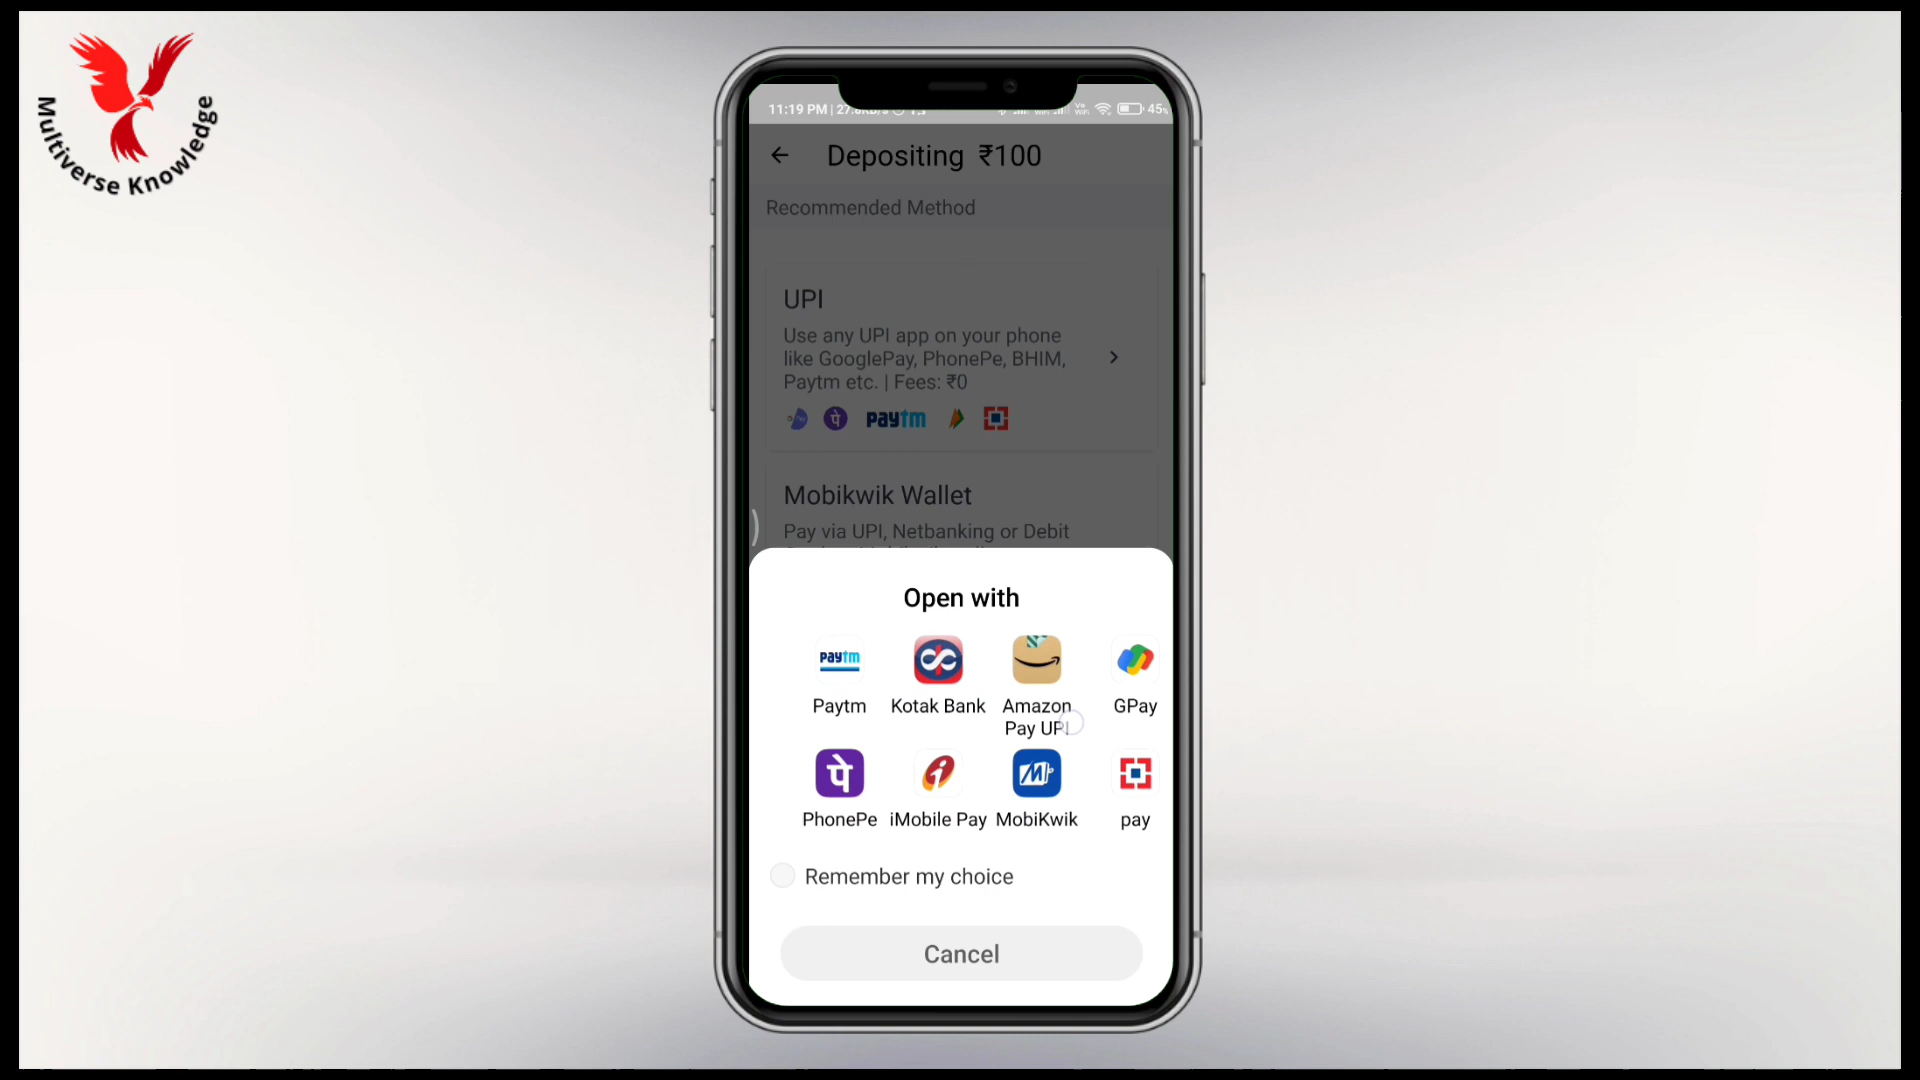 Multiverse Knowledge
11:19 PM
45%
Depositing ₹100
Recommended Method
UPI
Use any UPI app on your phone
like GooglePay, PhonePe, BHIM,
Paytm etc. | Fees: ₹0
पे paytm
Mobikwik Wallet
Pay via UPI, Netbanking or Debit
Open with
paytm
Paytm Kotak Bank Amazon GPay
Pay UPI
पे i M
PhonePe iMobile Pay MobiKwik pay
Remember my choice
Cancel